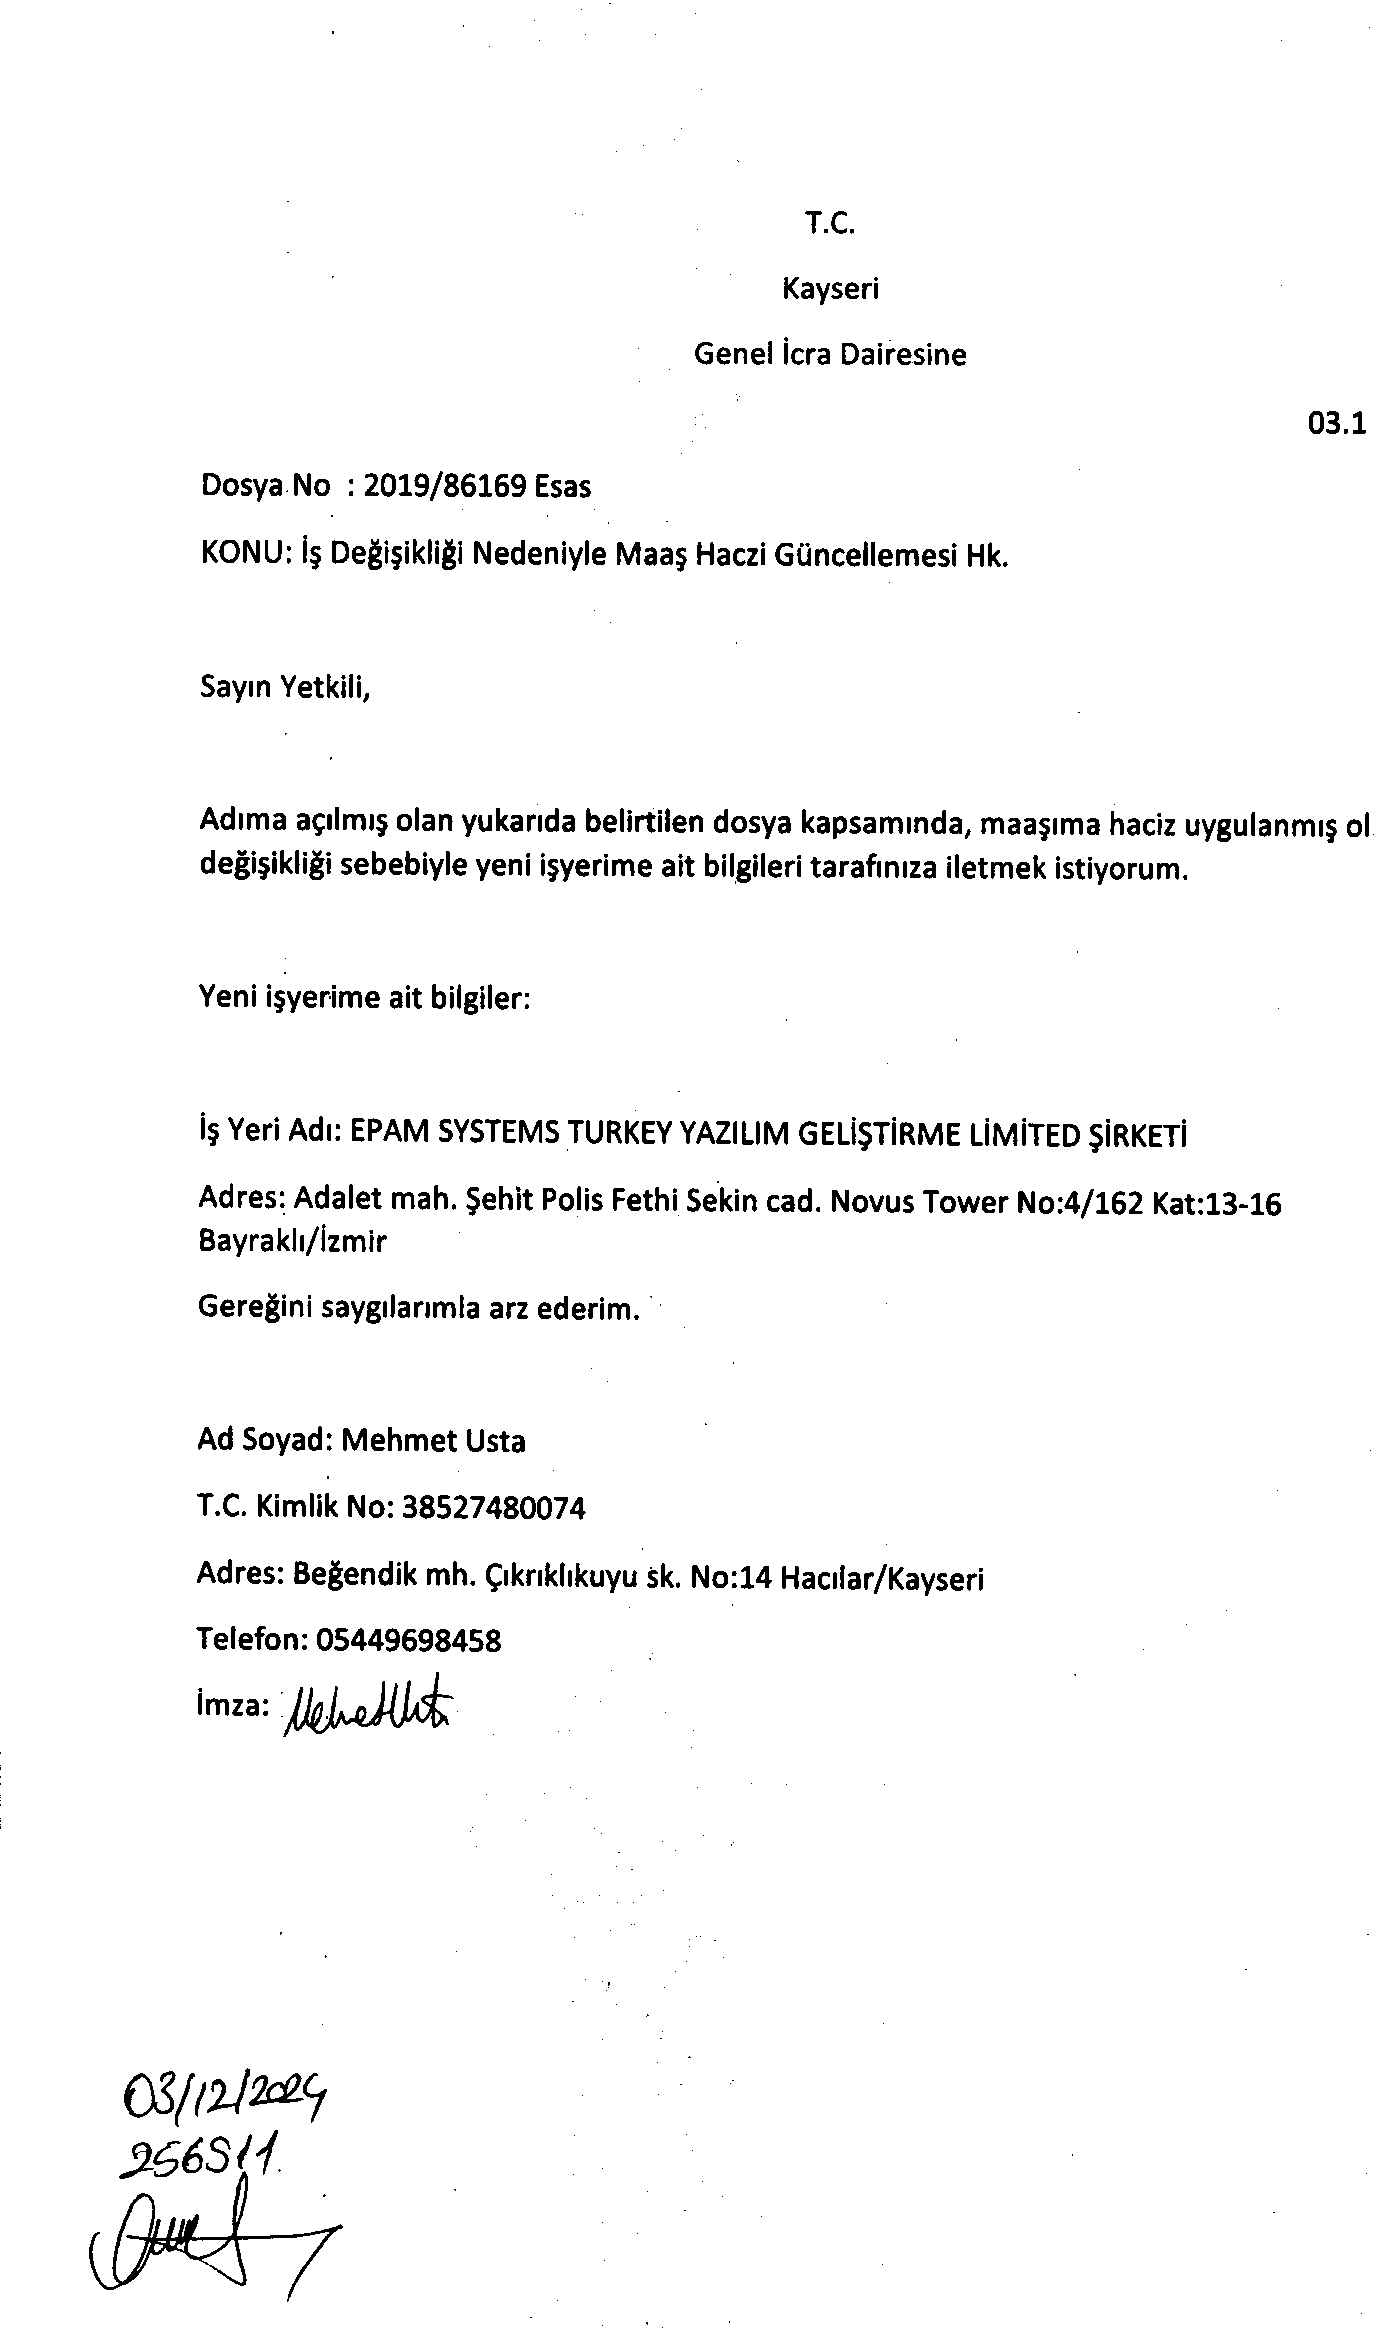 T.C.
Kayseri
Genel İcra Dairesine
03.1
Dosya No : 2019/86169 Esas
KONU: İş Değişikliği Nedeniyle Maaş Haczi Güncellemesi Hk.
Sayın Yetkili,
Adıma açılmış olan yukarıda belirtilen dosya kapsamında, maaşıma haciz uygulanmış ol
değişikliği sebebiyle yeni işyerime ait bilgileri tarafınıza iletmek istiyorum.
Yeni işyerime ait bilgiler:
İş Yeri Adı: EPAM SYSTEMS TURKEY YAZILIM GELİŞTİRME LİMİTED ŞİRKETİ
Adres: Adalet mah. Şehit Polis Fethi Sekin cad. Novus Tower No:4/162 Kat:13-16
Bayraklı/İzmir
Gereğini saygılarımla arz ederim.
Ad Soyad: Mehmet Usta
T.C. Kimlik No: 38527480074
Adres: Beğendik mh. Çıkrıklıkuyu sk. No:14 Hacılar/Kayseri
Telefon: 05449698458
İmza:
03/12/2024
256511